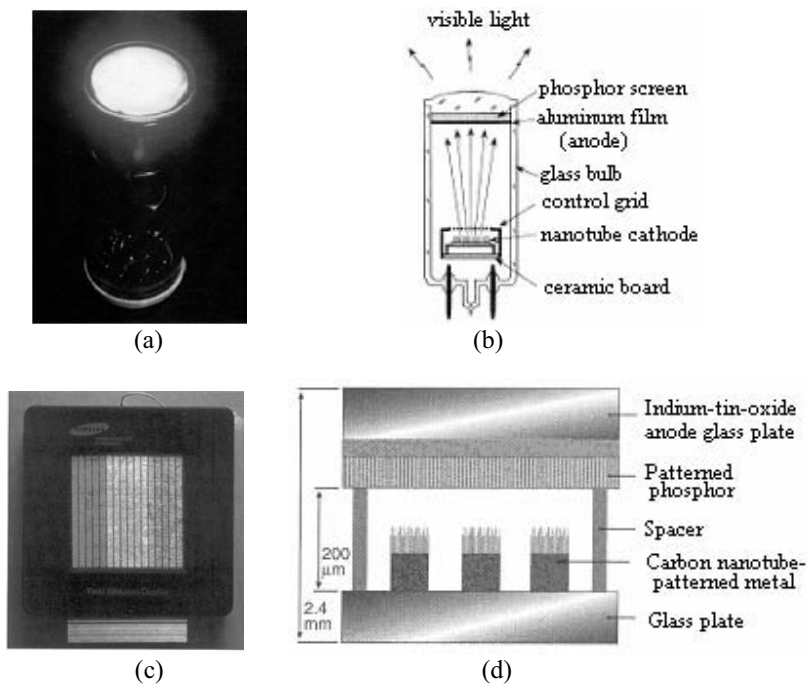 visible light
phosphor screen
aluminum film
(anode)
glass bulb
control grid
nanotube cathode
ceramic board
(a)
(b)
Indium-tin-oxide
anode glass plate
Patterned
phosphor
Spacer
200
μm
Carbon nanotube-
patterned metal
2.4
mm
Glass plate
(c)
(d)